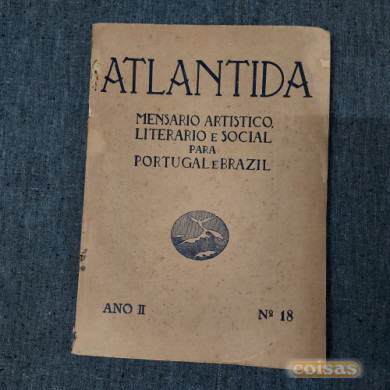 ATLANTIDA
MENSARIO ARTISTICO,
LITERARIO E SOCIAL
PARA
PORTUGAL E BRAZIL
ANO II
Nº 18
coisas